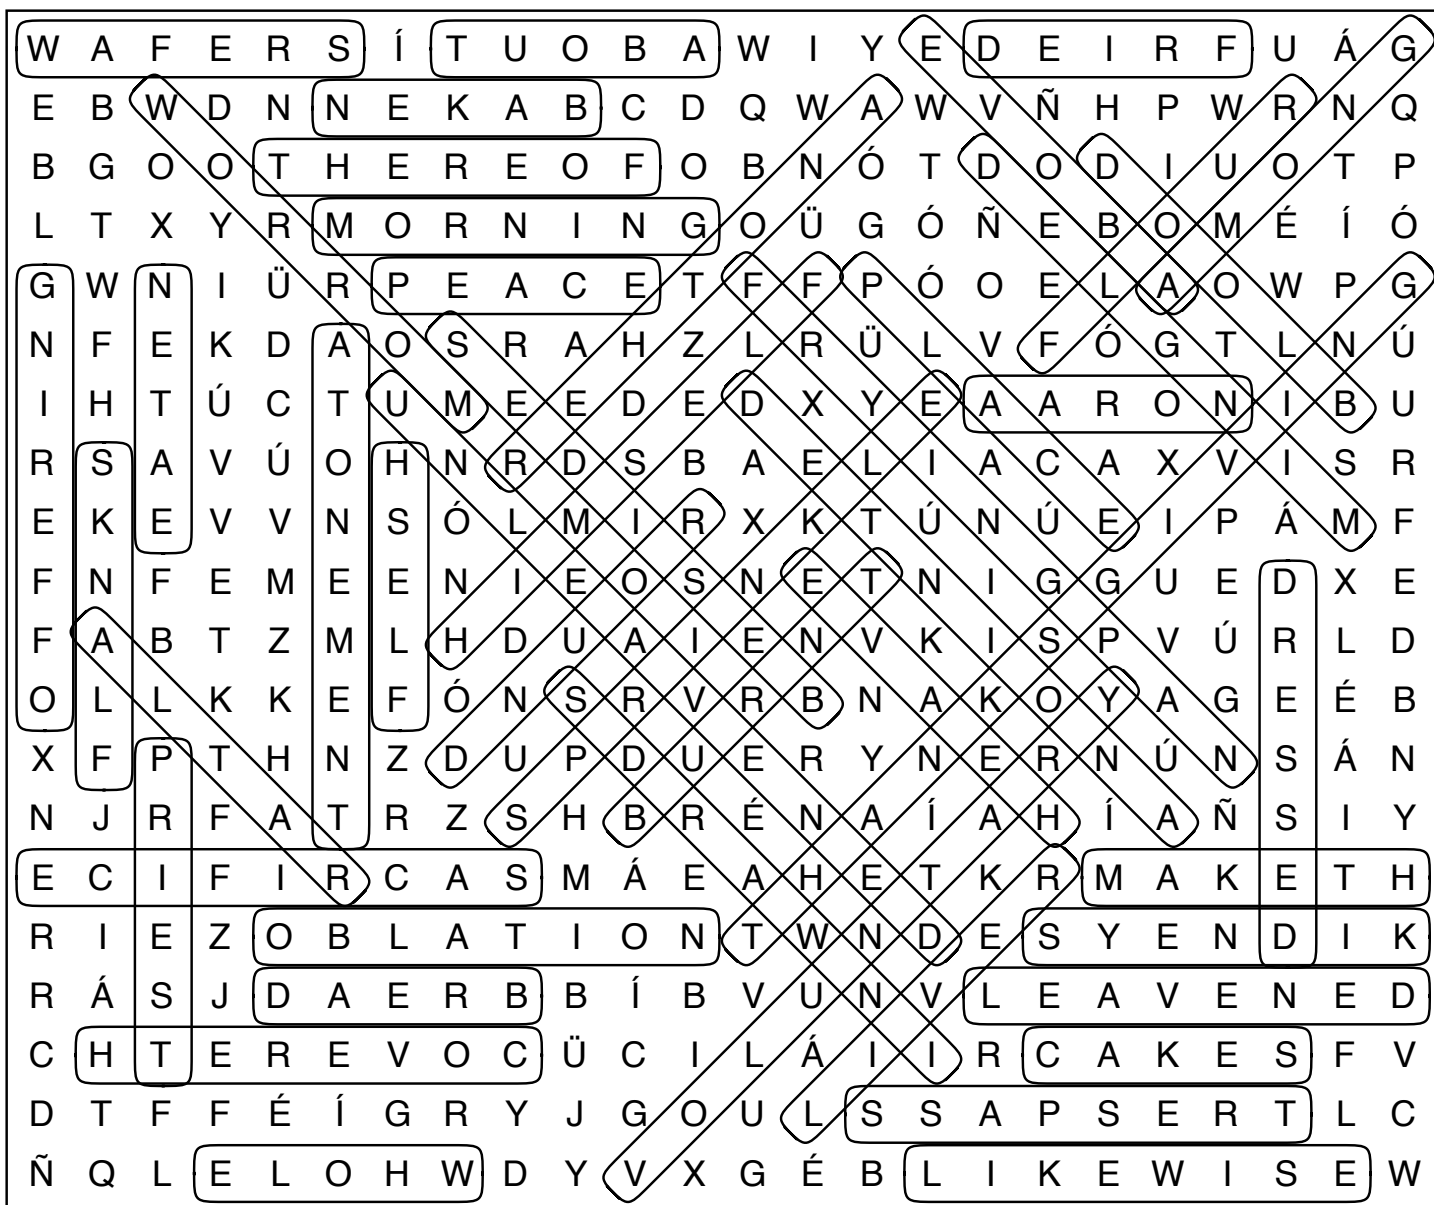 W A F E R S Í T U O B A W I Y E D E I R F U Á G
E B W D N N E K A B C D Q W A W V Ñ H P W R N Q
B G O O T H E R E O F O B N Ó T D O D I U O T P
L T X Y R M O R N I N G O Ü G Ó Ñ E B O M É Í Ó
G W N I Ü R P E A C E T F F P Ó O E L A O W P G
N F E K D A O S R A H Z L R Ü L V F Ó G T L N Ú
I H T Ú C T U M E E D E D X Y E A A R O N I B U
R S A V Ú O H N R D S B A E L I A C A X V I S R
E K E V V N S Ó L M I R X K T Ú N Ú E I P Á M F
F N F E M E E N I E O S N E T N I G G U E D X E
F A B T Z M L H D U A I E N V K I S P V Ú R L D
O L L K K E F Ó N S R V R B N A K O Y A G E É B
X F P T H N Z D U P D U E R Y N E R N Ú N S Á N
N J R F A T R Z S H B R É N A Í A H Í A Ñ S I Y
E C I F I R C A S M Á E A H E T K R M A K E T H
R I E Z O B L A T I O N T W N D E S Y E N D I K
R Á S J D A E R B B Í B V U N V L E A V E N E D
C H T E R E V O C Ü C I L Á I I R C A K E S F V
D T F F É Í G R Y J G O U L S S A P S E R T L C
Ñ Q L E L O H W D Y V X G É B L I K E W I S E W